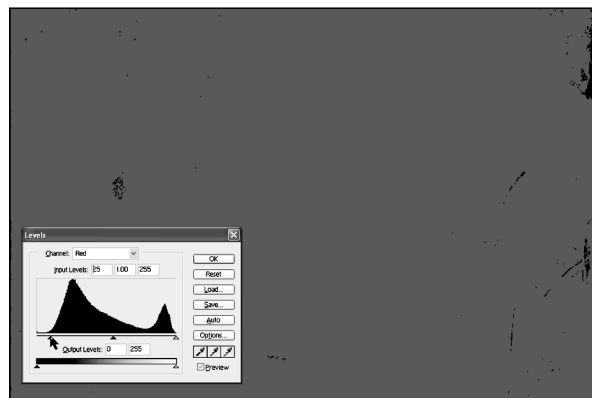 Levels
Channel: Red
OK
Input Levels: 25 1.00 255
Reset
Load...
Save...
Auto
Options...
Output Levels: 0 255
Preview